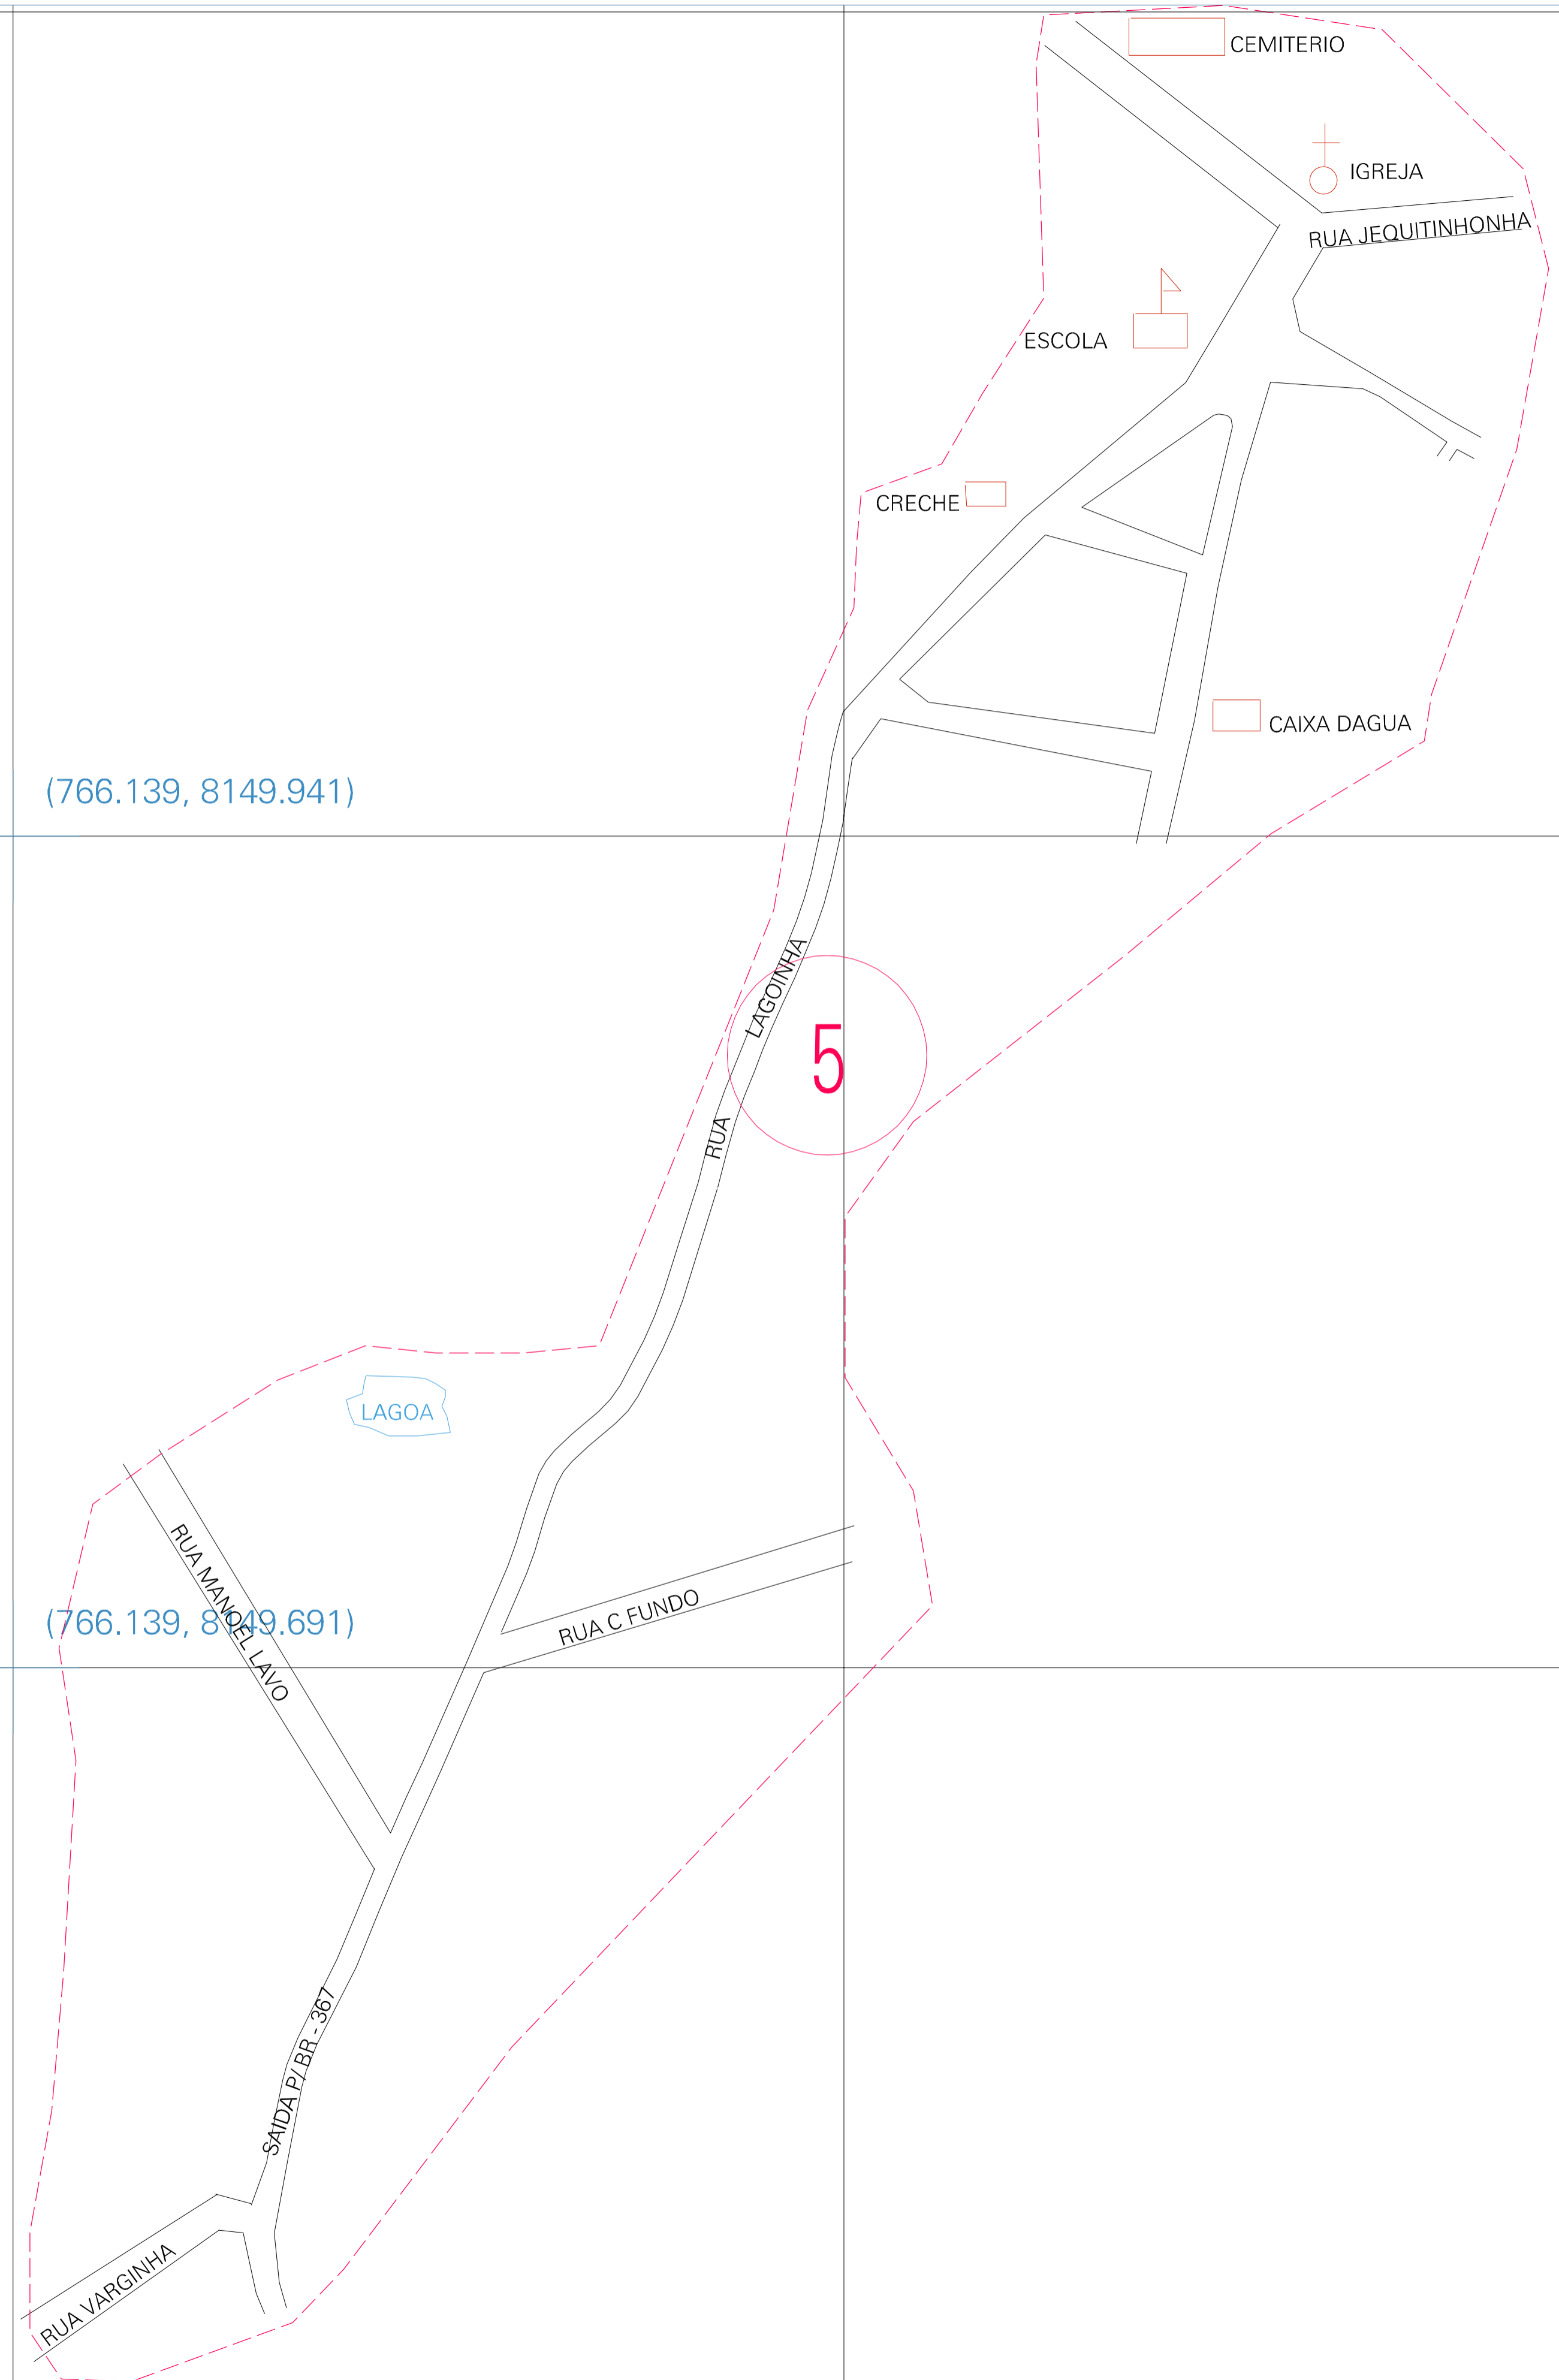 CEMITERIO
IGREJA
RUA JEQUITINHONHA
ESCOLA
CRECHE
CAIXA DAGUA
(766.139, 8149.941)
LAGOINHA
5
RUA
LAGOA
RUA MANOEL LAVO
RUA C FUNDO
(766.139, 8149.691)
SAIDA P/ BR - 367
RUA VARGINHA